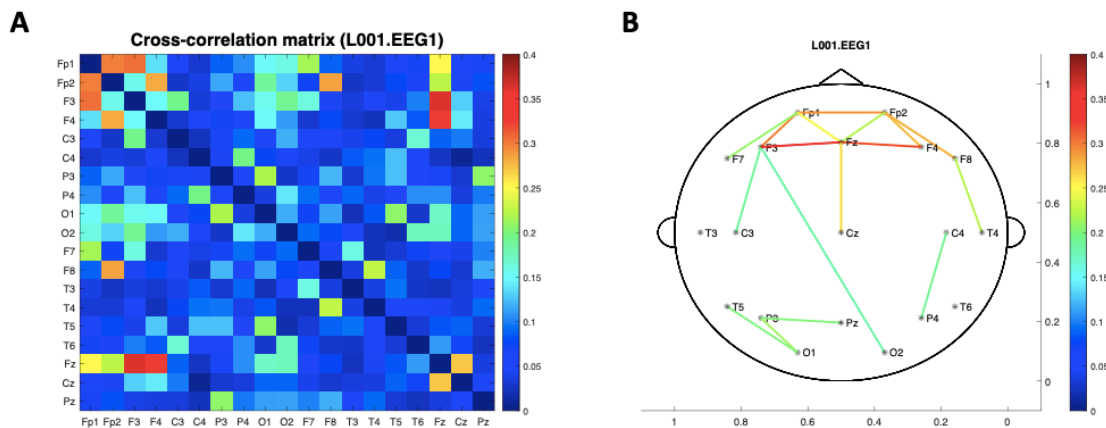 A
Cross-correlation matrix (L001.EEG1)
Fp1
Fp2
F3
F4
C3
C4
P3
P4
O1
O2
F7
F8
T3
T4
T5
T6
Fz
Cz
Pz
Fp1 Fp2 F3 F4 C3 C4 P3 P4 O1 O2 F7 F8 T3 T4 T5 T6 Fz Cz Pz
0.4
0.35
0.3
0.25
0.2
0.15
0.1
0.05
0
B
L001.EEG1
Fp1 Fp2
F7 F3 Fz F4 F8
T3 C3 Cz C4 T4
T5 P3 Pz P4 T6
O1 O2
1
0.8
0.6
0.4
0.2
0
1 0.8 0.6 0.4 0.2 0
0.4
0.35
0.3
0.25
0.2
0.15
0.1
0.05
0